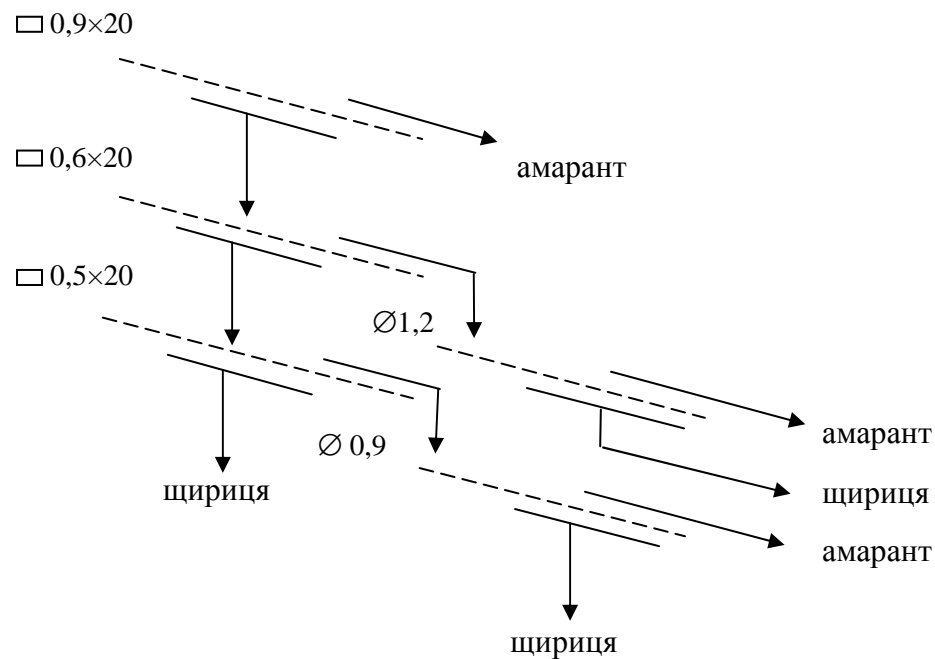 ▭ 0,9×20
амарант
▭ 0,6×20
▭ 0,5×20
∅1,2
амарант
∅ 0,9
щириця
щириця
амарант
щириця